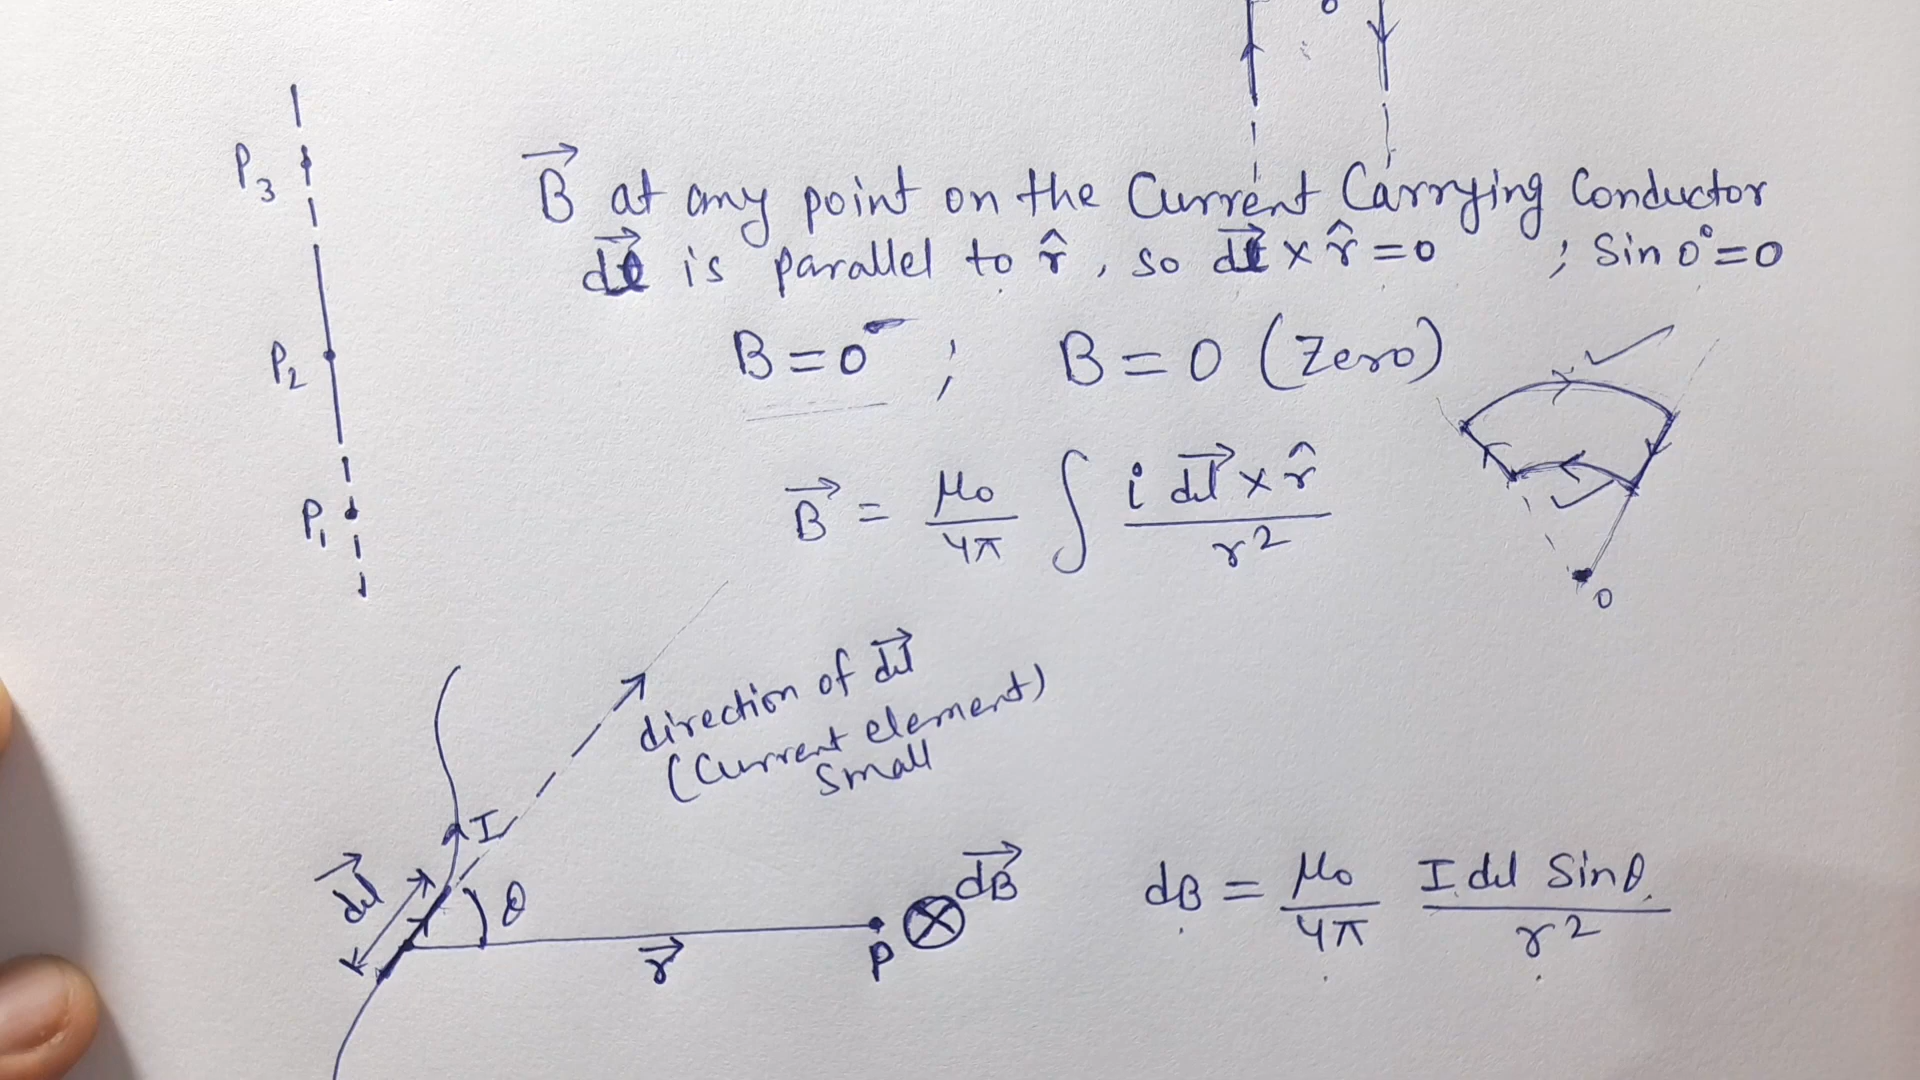 o
P₃
B⃗ at any point on the Current Carrying Conductor
dl⃗ is parallel to r̂, so dl⃗ × r̂ = 0 ; Sin 0° = 0
P₂
B = 0 ; B = 0 (Zero)
P₁
B⃗ = μ₀/4π ∫ i dl⃗ × r̂ / r²
O
direction of dl⃗
(Current element)
small
I
dl⃗
θ
r⃗
P
dB⃗
dB = μ₀/4π I dl Sinθ / r²